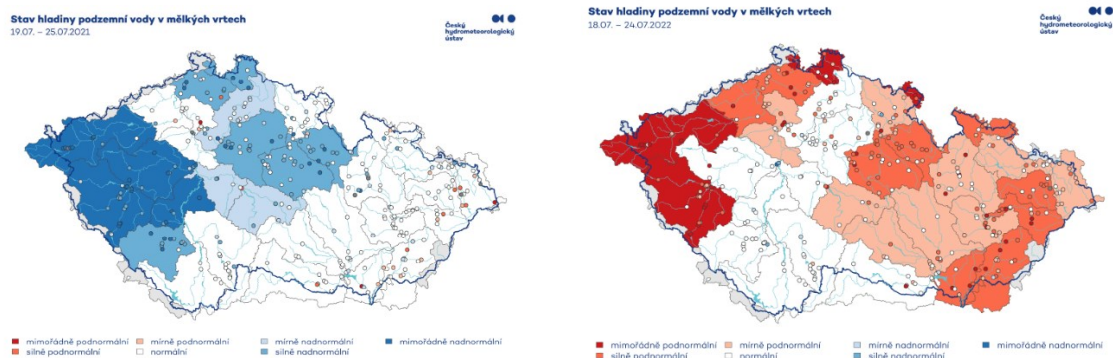 Stav hladiny podzemní vody v mělkých vrtech
19.07. – 25.07.2021
Český
hydrometeorologický
ústav
mimořádně podnormální
mírně podnormální
mírně nadnormální
mimořádně nadnormální
silně podnormální
normální
silně nadnormální
Stav hladiny podzemní vody v mělkých vrtech
18.07. – 24.07.2022
Český
hydrometeorologický
ústav
mimořádně podnormální
mírně podnormální
mírně nadnormální
mimořádně nadnormální
silně podnormální
normální
silně nadnormální